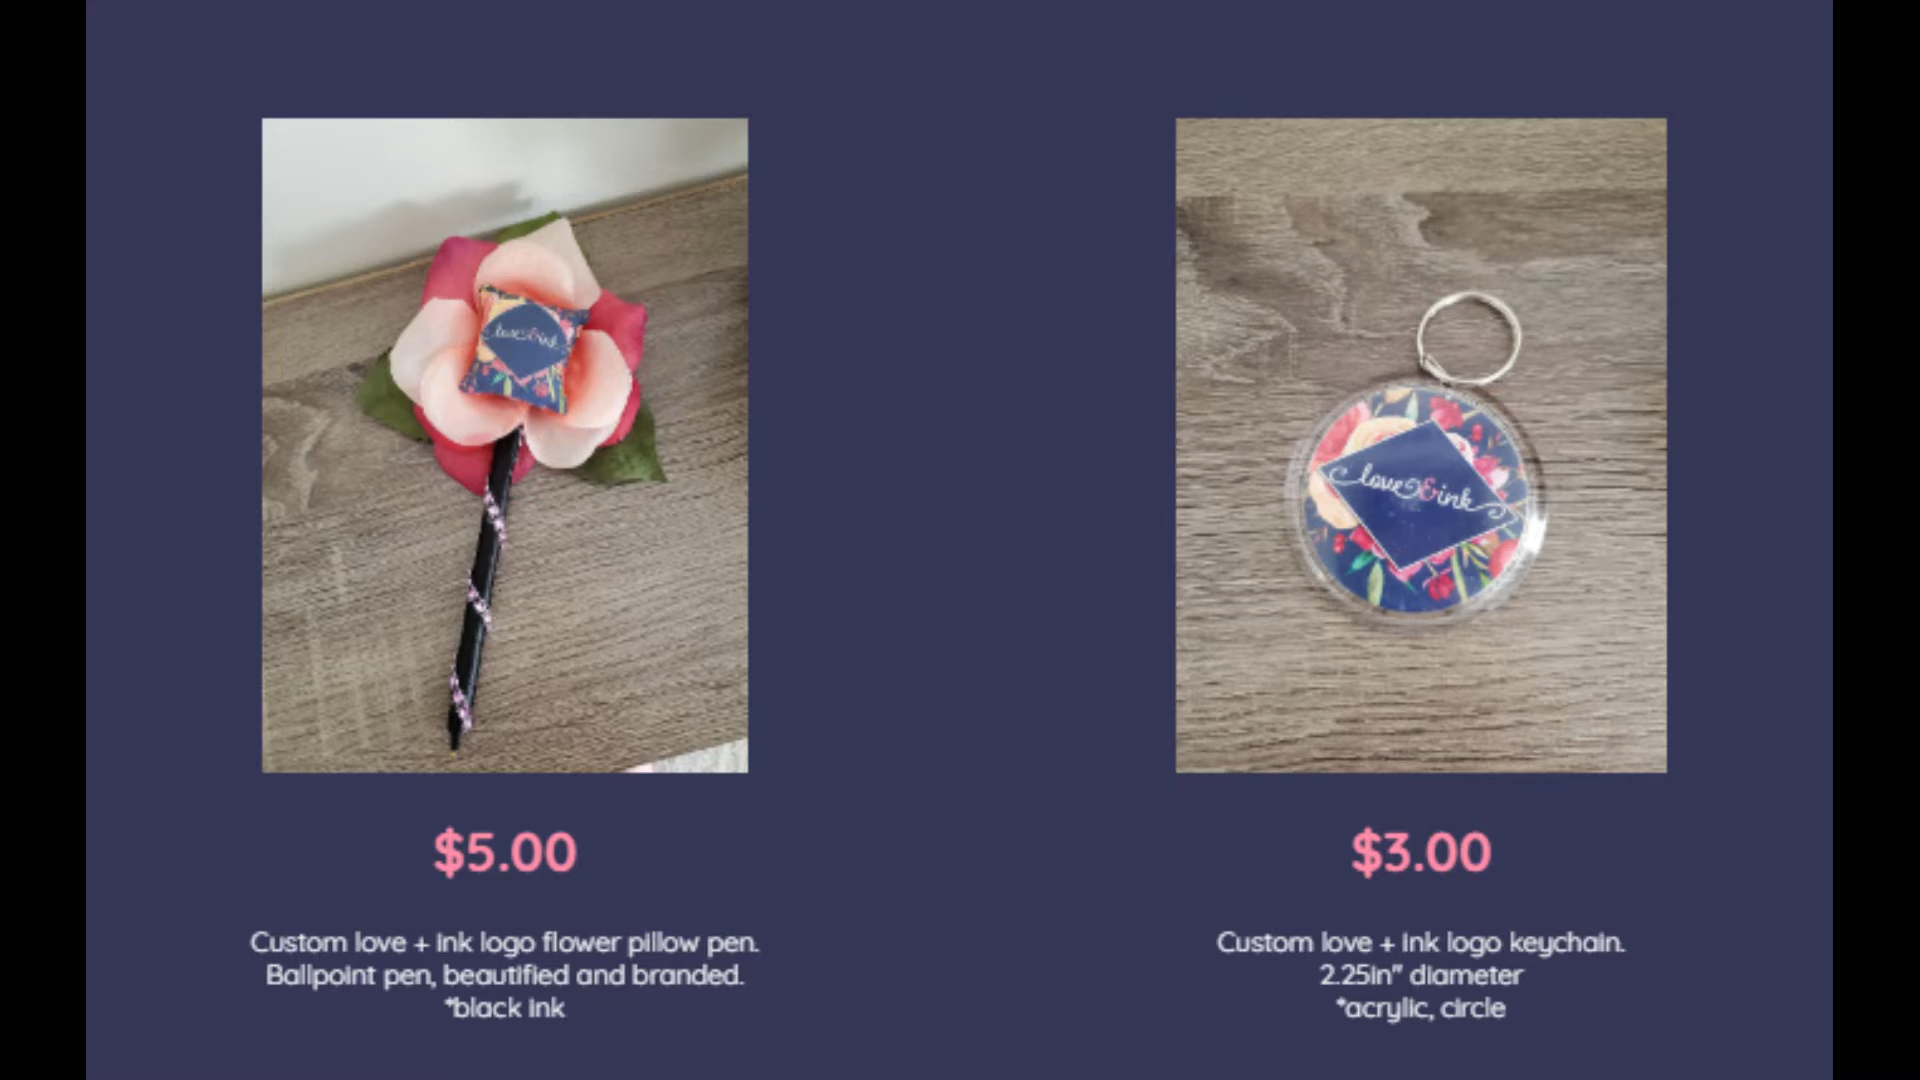 love&ink
$5.00
Custom love + ink logo flower pillow pen.
Ballpoint pen, beautified and branded.
*black ink
love&ink
$3.00
Custom love + ink logo keychain.
2.25in" diameter
*acrylic, circle